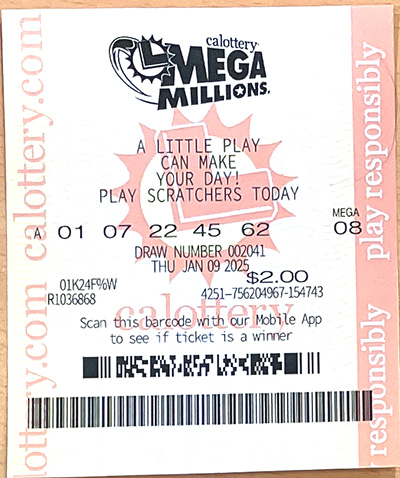 calottery
MEGA
MILLIONS.
A LITTLE PLAY
CAN MAKE
YOUR DAY!
PLAY SCRATCHERS TODAY
MEGA
A 01 07 22 45 62 08
DRAW NUMBER 002041
THU JAN 09 2025
$2.00
01K24F%W
R1036868
4251-756204967-154743
calottery
Scan this barcode with our Mobile App
to see if ticket is a winner
calottery.com
calottery.com
play responsibly
responsibly